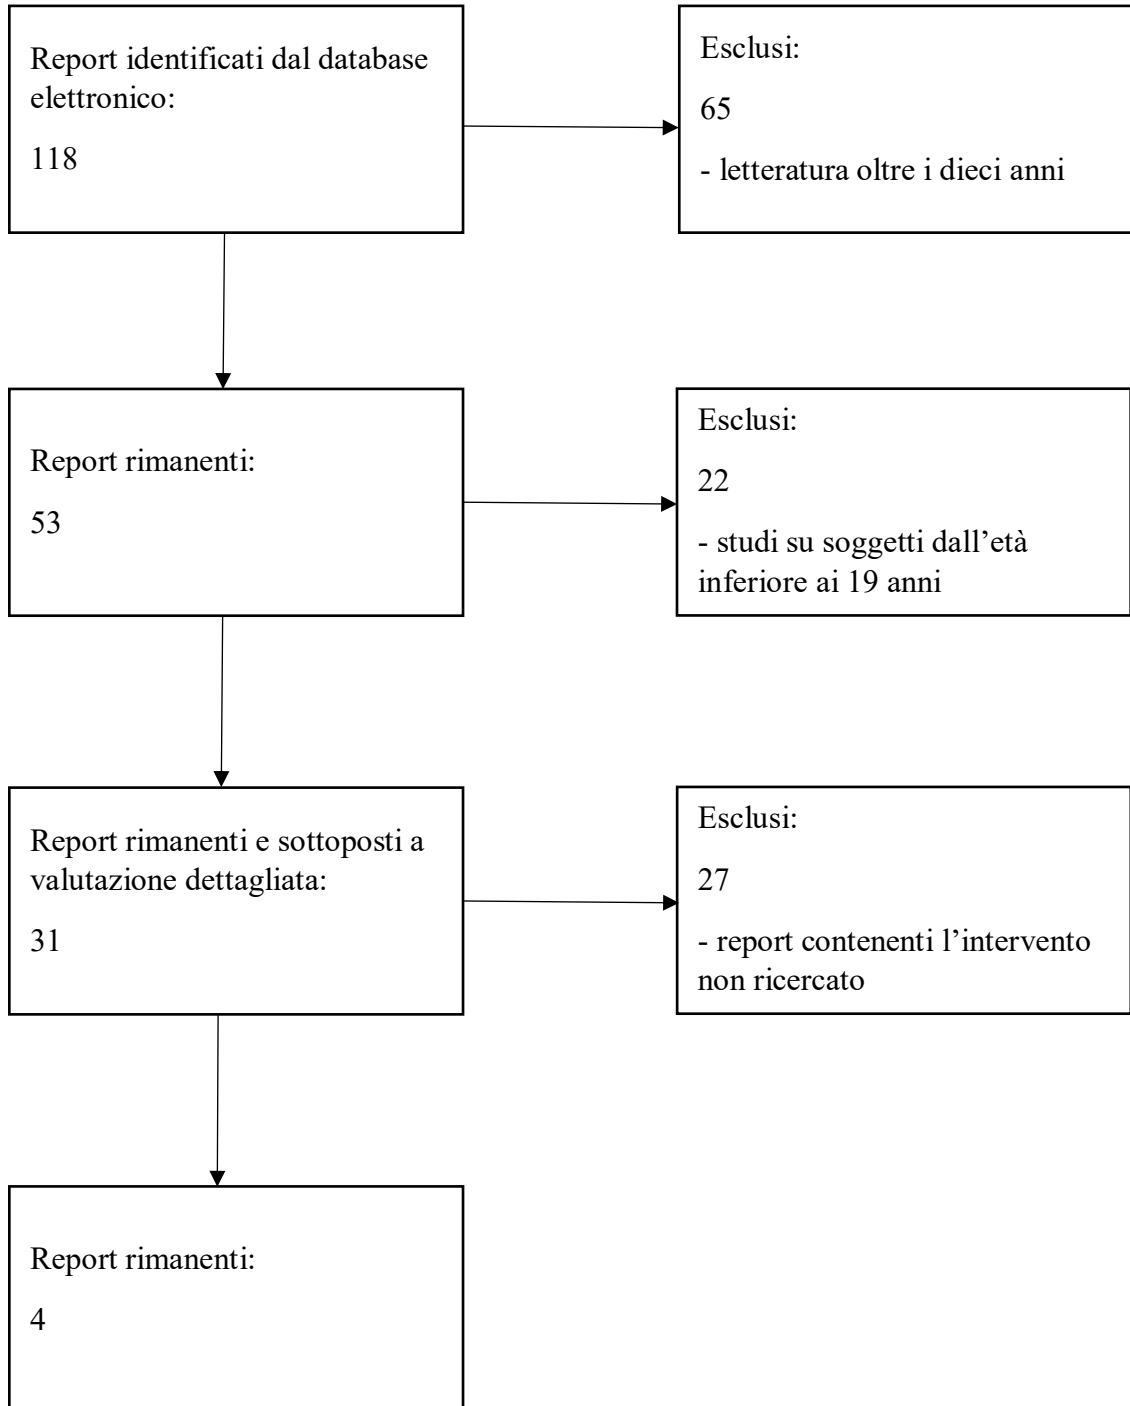 Report identificati dal database
elettronico:
118
Esclusi:
65
- letteratura oltre i dieci anni
Report rimanenti:
53
Esclusi:
22
- studi su soggetti dall’età
inferiore ai 19 anni
Report rimanenti e sottoposti a
valutazione dettagliata:
31
Esclusi:
27
- report contenenti l’intervento
non ricercato
Report rimanenti:
4